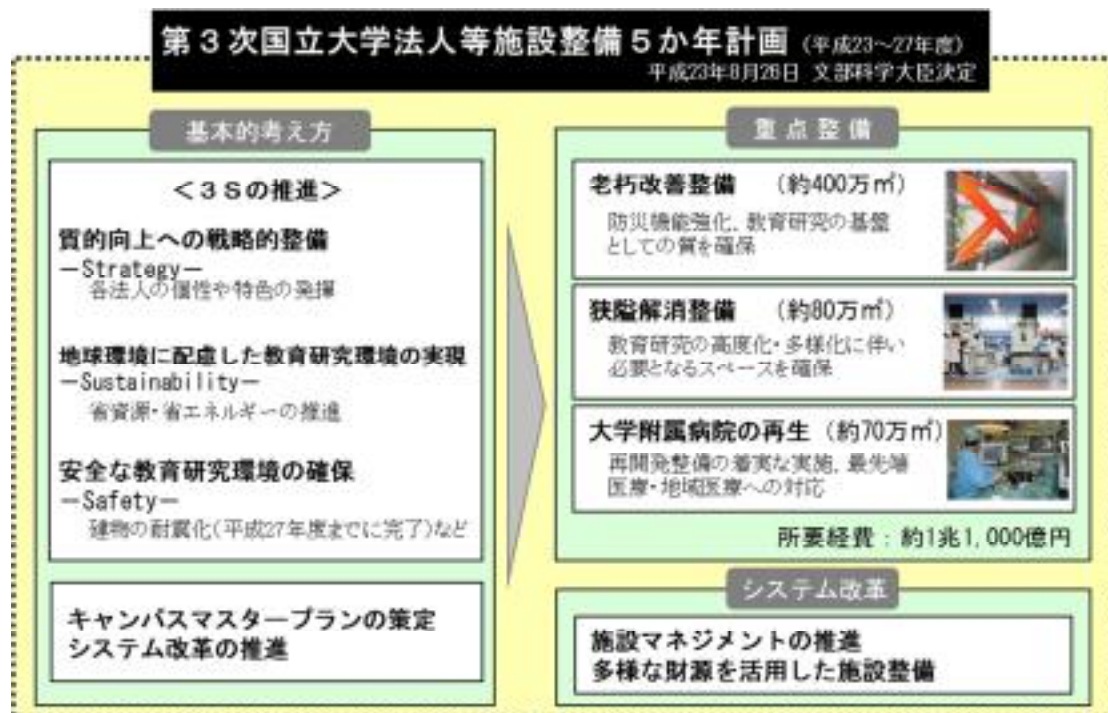 第３次国立大学法人等施設整備５か年計画（平成23～27年度）
平成23年8月26日 文部科学大臣決定
基本的考え方
＜３Ｓの推進＞
質的向上への戦略的整備
－Strategy－
各法人の個性や特色の発揮
地球環境に配慮した教育研究環境の実現
－Sustainability－
省資源・省エネルギーの推進
安全な教育研究環境の確保
－Safety－
建物の耐震化（平成27年度までに完了）など
キャンパスマスタープランの策定
システム改革の推進
重点整備
老朽改善整備　（約400万㎡）
防災機能強化、教育研究の基盤
としての質を確保
狭隘解消整備　（約80万㎡）
教育研究の高度化・多様化に伴い
必要となるスペースを確保
大学附属病院の再生（約70万㎡）
再開発整備の着実な実施、最先端
医療・地域医療への対応
所要経費：約1兆1,000億円
システム改革
施設マネジメントの推進
多様な財源を活用した施設整備